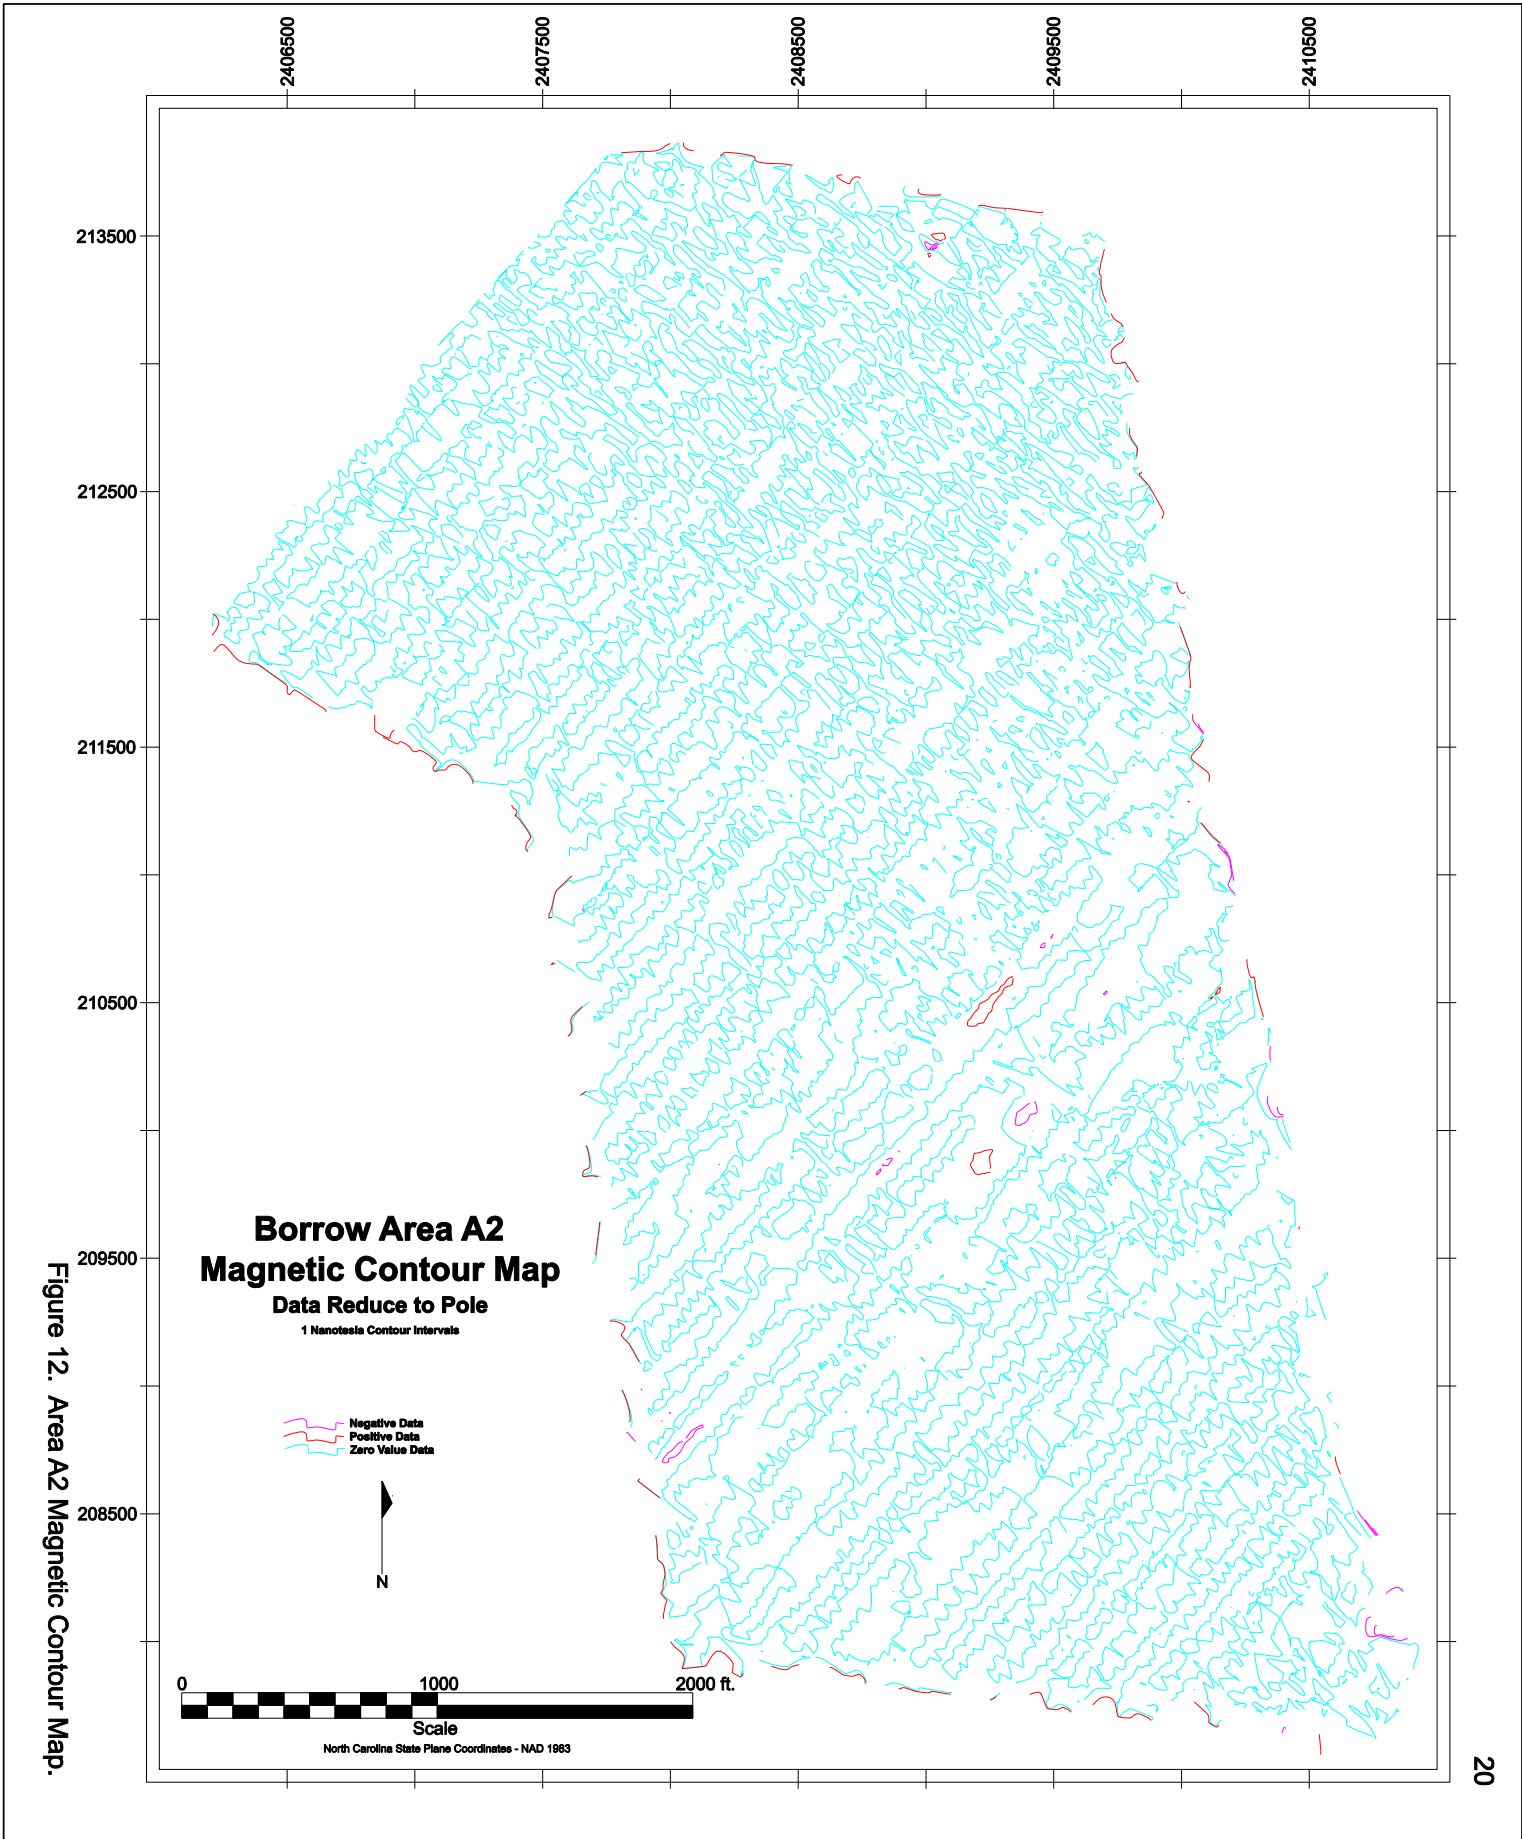 2406500
2407500
2408500
2409500
2410500
213500
212500
211500
210500
209500
208500
Borrow Area A2
Magnetic Contour Map
Data Reduce to Pole
1 Nanotesla Contour Intervals
Negative Data
Positive Data
Zero Value Data
N
0 1000 2000 ft.
Scale
North Carolina State Plane Coordinates - NAD 1983
Figure 12. Area A2 Magnetic Contour Map.
20